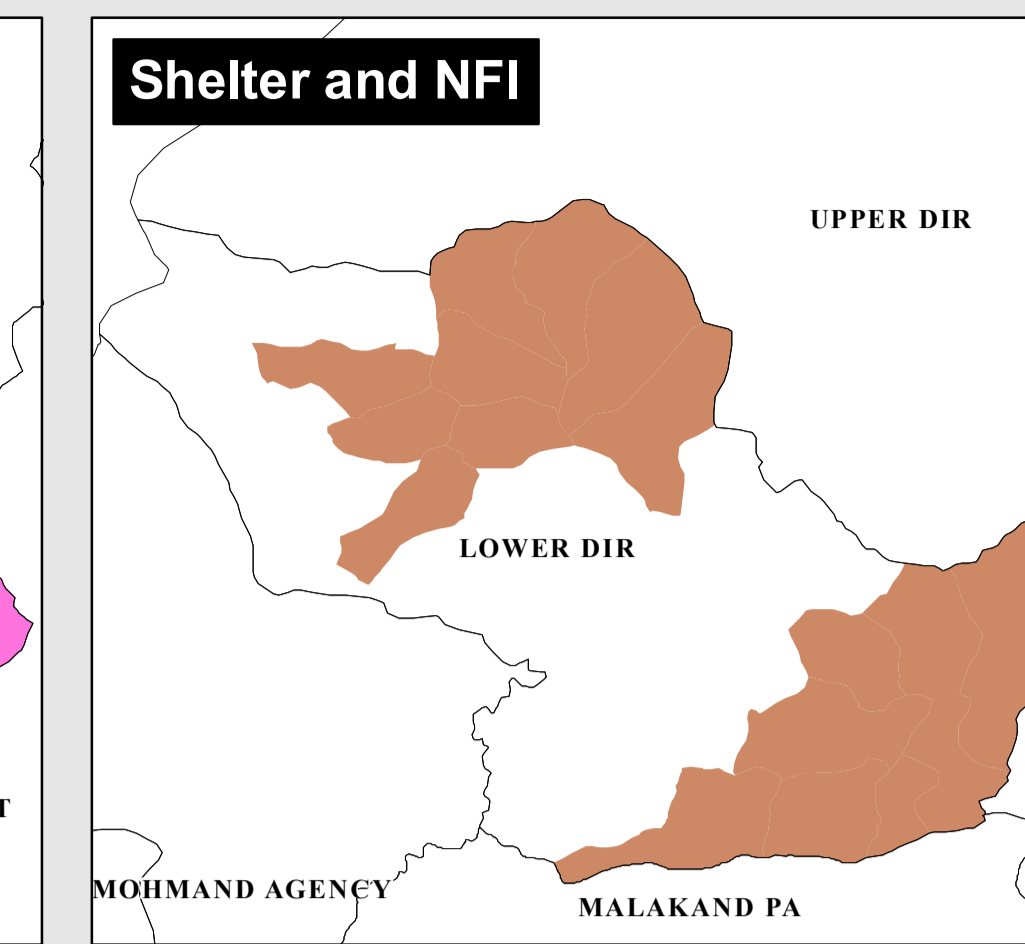 Shelter and NFI
UPPER DIR
LOWER DIR
T
MOHMAND AGENCY
MALAKAND PA